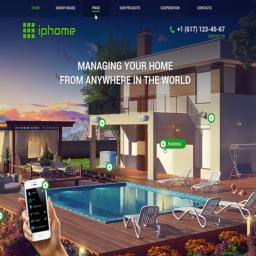 HOME SMART HOUSE PRICE OUR PROJECTS COOPERATION CONTACTS
iphome
+1 (617) 123-45-67
MANAGING YOUR HOME
FROM ANYWHERE IN THE WORLD